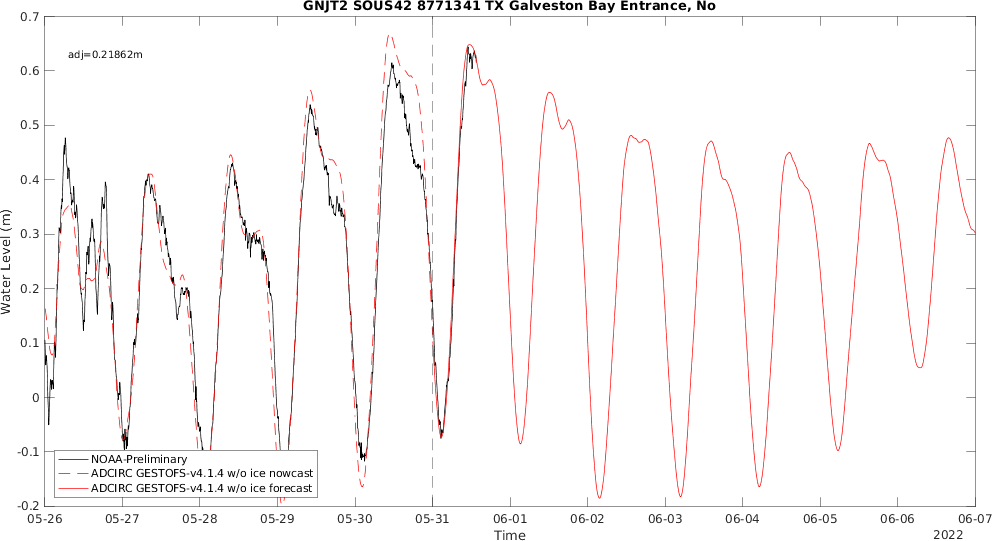 GNJT2 SOUS42 8771341 TX Galveston Bay Entrance, No
adj=0.21862m
Water Level (m)
0.7
0.6
0.5
0.4
0.3
0.2
0.1
0
-0.1
-0.2
NOAA-Preliminary
ADCIRC GESTOFS-v4.1.4 w/o ice nowcast
ADCIRC GESTOFS-v4.1.4 w/o ice forecast
05-26 05-27 05-28 05-29 05-30 05-31 06-01 06-02 06-03 06-04 06-05 06-06 06-07
Time
2022